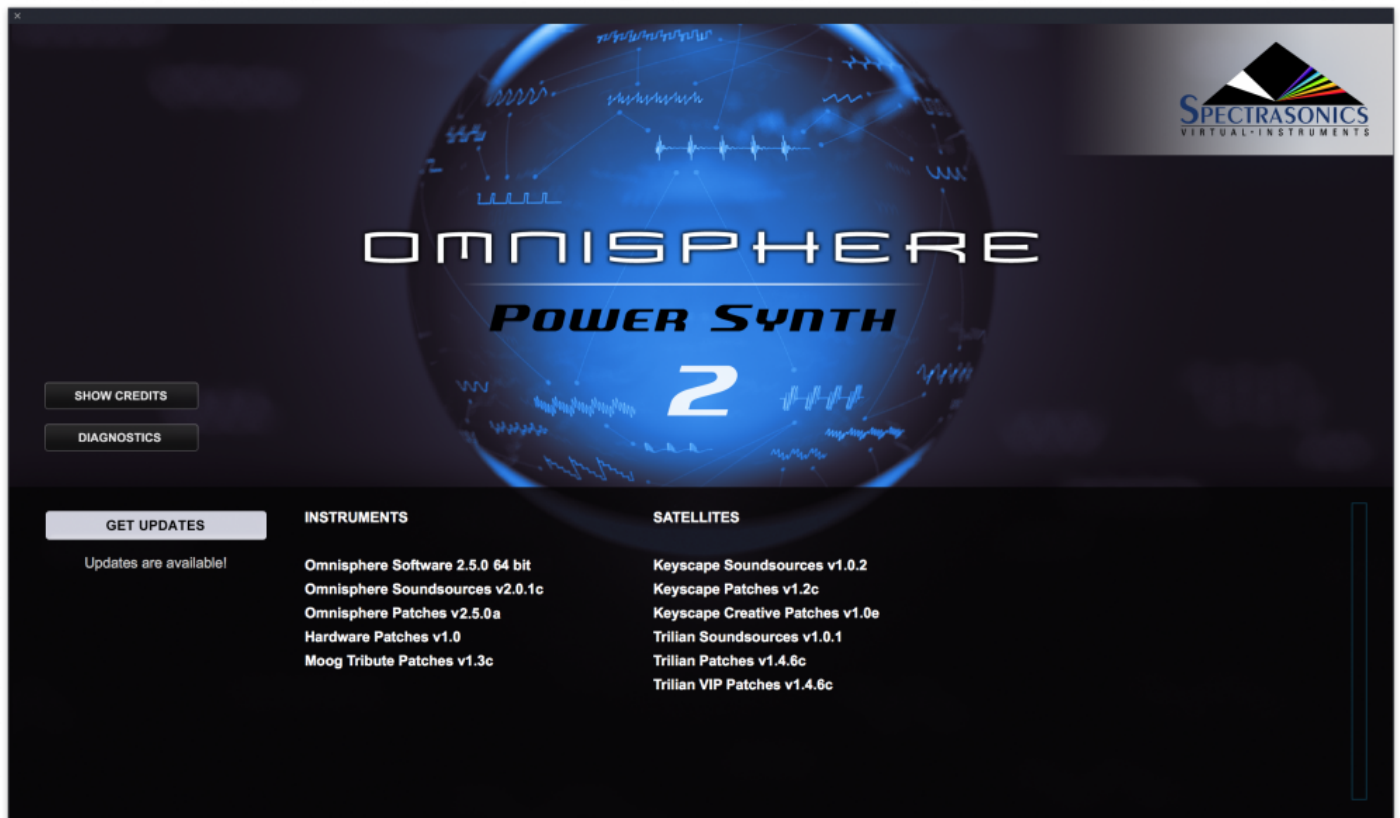 ×
SPECTRASONICS
VIRTUAL·INSTRUMENTS
OMNISPHERE
POWER SYNTH
2
SHOW CREDITS
DIAGNOSTICS
GET UPDATES
Updates are available!
INSTRUMENTS
Omnisphere Software 2.5.0 64 bit
Omnisphere Soundsources v2.0.1c
Omnisphere Patches v2.5.0a
Hardware Patches v1.0
Moog Tribute Patches v1.3c
SATELLITES
Keyscape Soundsources v1.0.2
Keyscape Patches v1.2c
Keyscape Creative Patches v1.0e
Trilian Soundsources v1.0.1
Trilian Patches v1.4.6c
Trilian VIP Patches v1.4.6c